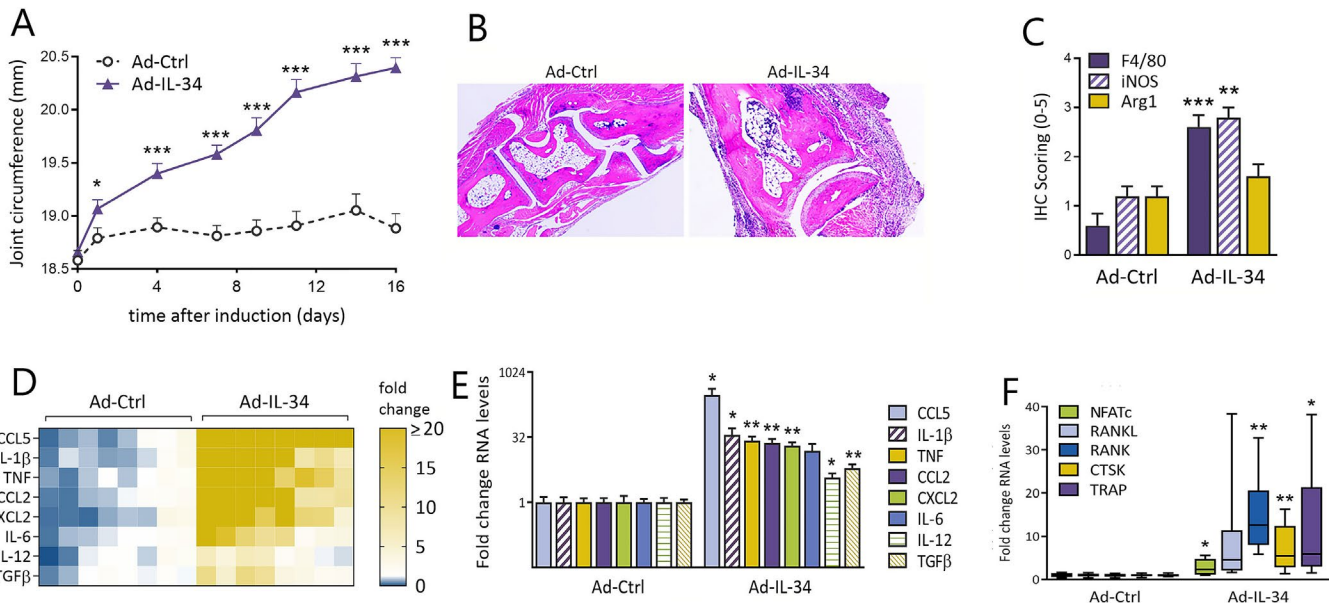 A
Ad-Ctrl
Ad-IL-34
Joint circumference (mm)
20.5
20.0
19.5
19.0
18.5
* *** *** *** *** *** ***
0 4 8 12 16
time after induction (days)
B
Ad-Ctrl Ad-IL-34
C
F4/80
iNOS
Arg1
IHC Scoring (0-5)
4
3
2
1
0
*** **
Ad-Ctrl Ad-IL-34
D
Ad-Ctrl Ad-IL-34
fold
change
CCL5
L-1β
TNF
CCL2
XCL2
IL-6
IL-12
TGFβ
≥20
15
10
5
0
E
Fold change RNA levels
1024
32
1
* * ** ** ** * **
Ad-Ctrl Ad-IL-34
CCL5
IL-1β
TNF
CCL2
CXCL2
IL-6
IL-12
TGFβ
F
NFATc
RANKL
RANK
CTSK
TRAP
Fold change RNA levels
40
30
20
10
0
* ** ** *
Ad-Ctrl Ad-IL-34